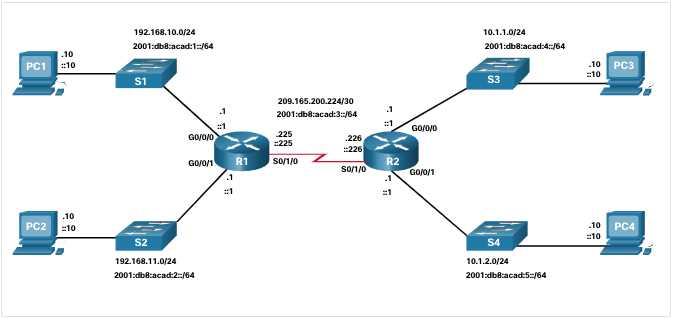 192.168.10.0/24
2001:db8:acad:1::/64
.10
::10
PC1
S1
.1
::1
G0/0/0
209.165.200.224/30
2001:db8:acad:3::/64
.225
::225
R1
S0/1/0
G0/0/1
.1
::1
.10
::10
PC2
S2
192.168.11.0/24
2001:db8:acad:2::/64
10.1.1.0/24
2001:db8:acad:4::/64
.10
::10
PC3
S3
.1
::1
G0/0/0
.226
::226
R2
S0/1/0
G0/0/1
.1
::1
.10
::10
PC4
S4
10.1.2.0/24
2001:db8:acad:5::/64